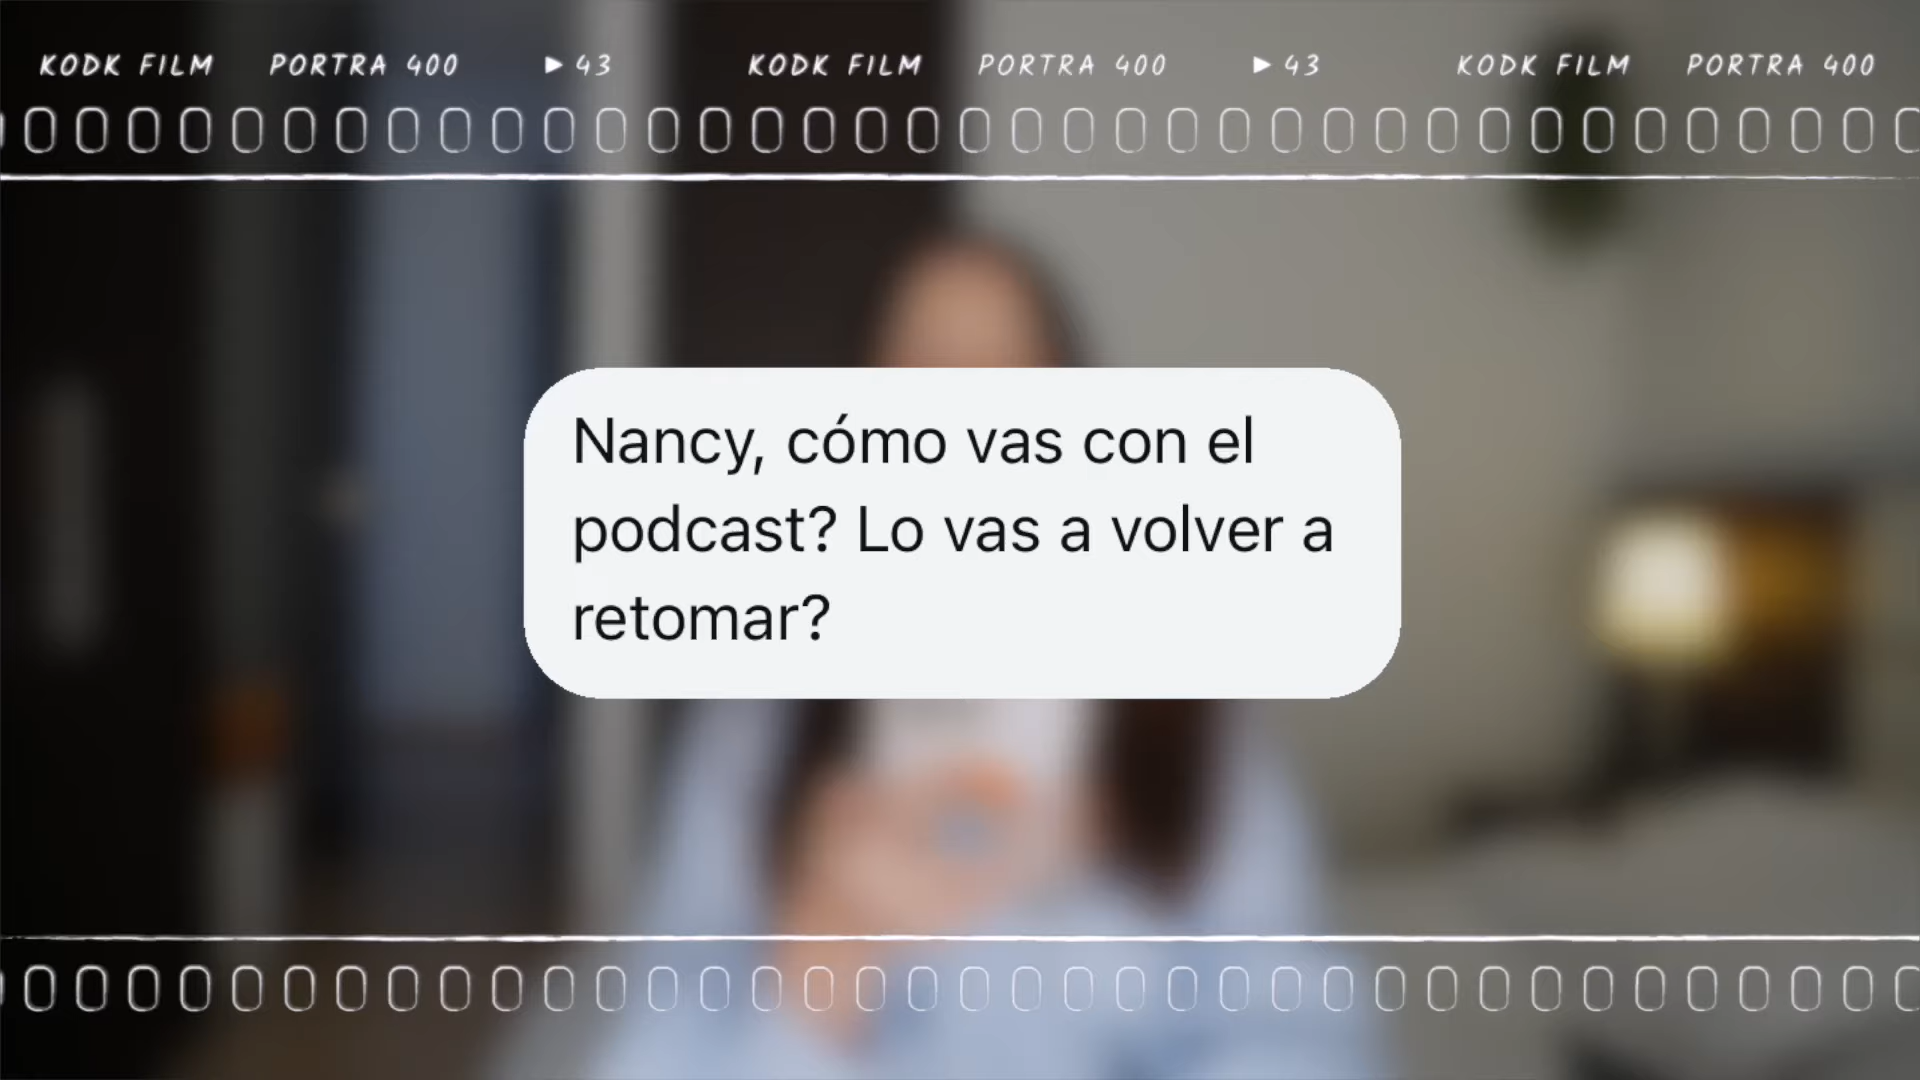 KODK FILM PORTRA 400 ▶43 KODK FILM PORTRA 400 ▶43 KODK FILM PORTRA 400
Nancy, cómo vas con el
podcast? Lo vas a volver a
retomar?